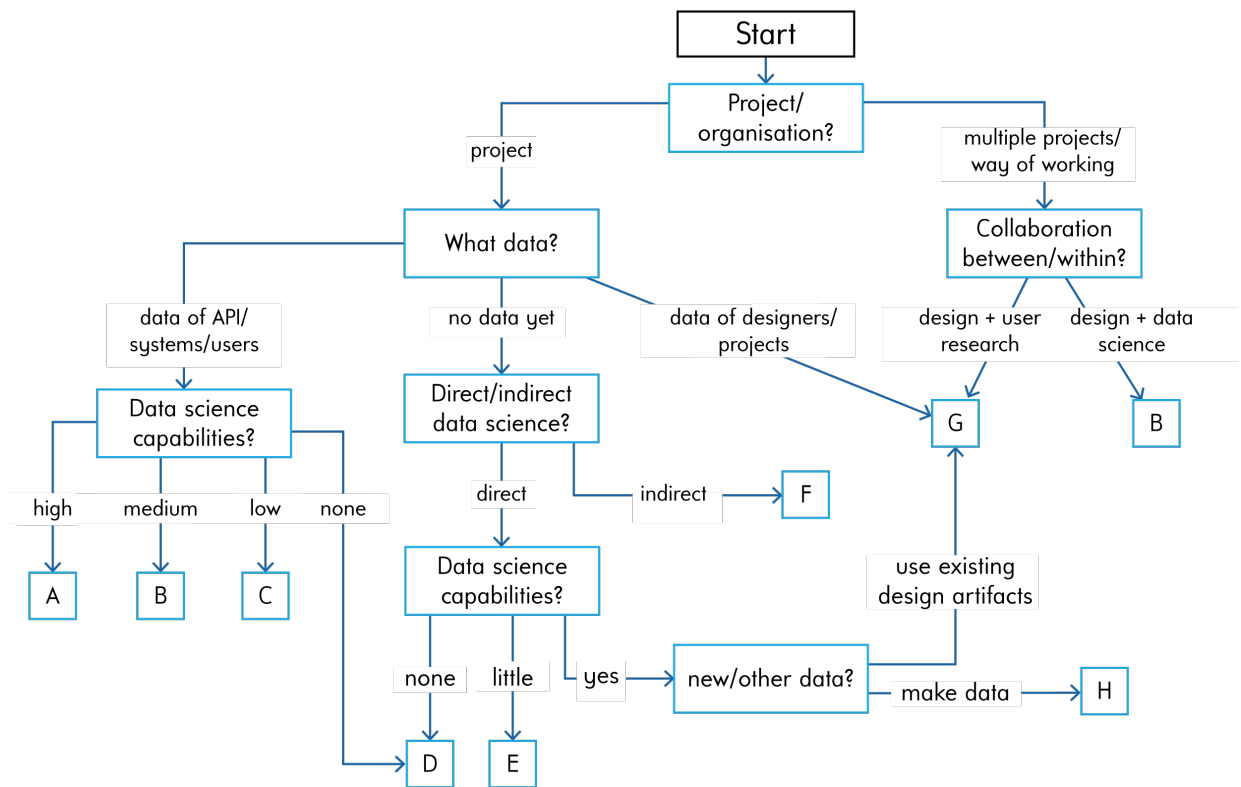 Start
Project/
organisation?
project
multiple projects/
way of working
What data?
Collaboration
between/within?
data of API/
systems/users
no data yet
data of designers/
projects
design + user
research
design + data
science
Data science
capabilities?
Direct/indirect
data science?
G
B
high
medium
low
none
direct
indirect
F
A
B
C
Data science
capabilities?
use existing
design artifacts
none
little
yes
new/other data?
make data
H
D
E